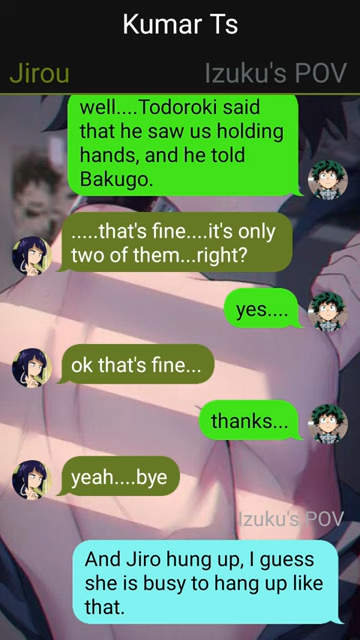 Kumar Ts
Jirou
Izuku's POV
well....Todoroki said
that he saw us holding
hands, and he told
Bakugo.
.....that's fine....it's only
two of them...right?
yes....
ok that's fine...
thanks...
yeah....bye
Izuku's POV
And Jiro hung up, I guess
she is busy to hang up like
that.